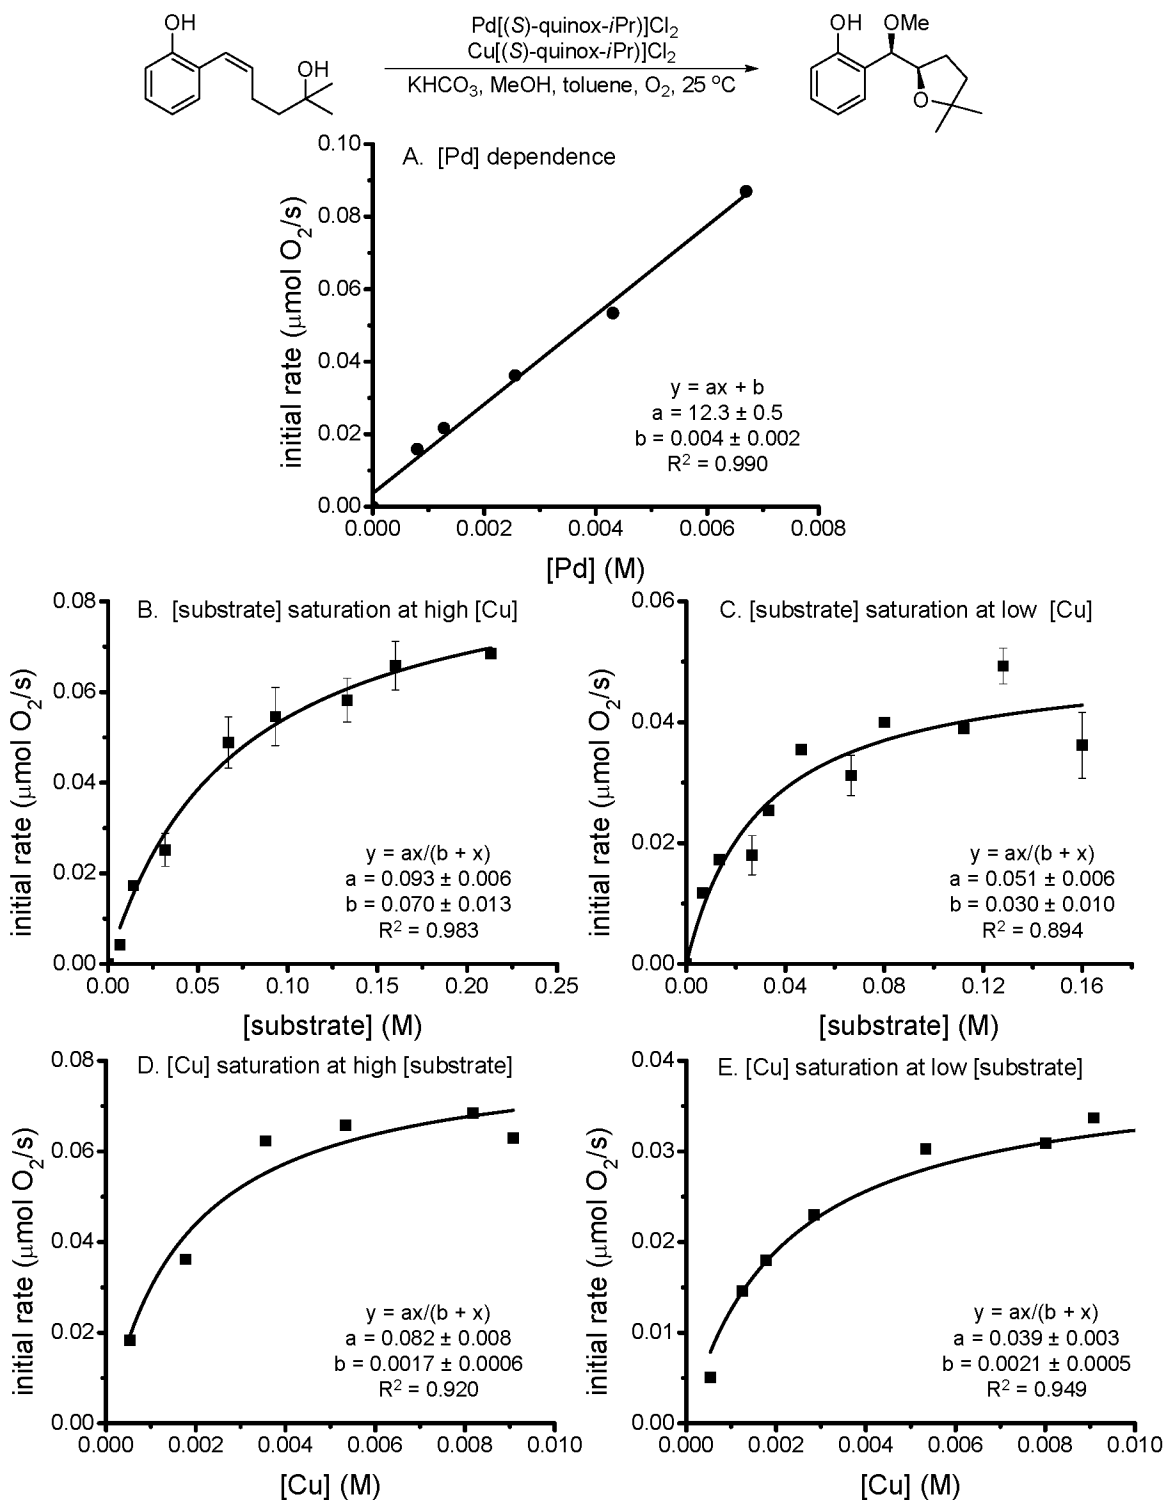 OH
OH
Pd[(S)-quinox-iPr)]Cl2
Cu[(S)-quinox-iPr)]Cl2
KHCO3, MeOH, toluene, O2, 25 °C
OH
OMe
O
A. [Pd] dependence
initial rate (μmol O2/s)
0.10
0.08
0.06
0.04
0.02
0.00
y = ax + b
a = 12.3 ± 0.5
b = 0.004 ± 0.002
R2 = 0.990
0.000 0.002 0.004 0.006 0.008
[Pd] (M)
B. [substrate] saturation at high [Cu]
initial rate (μmol O2/s)
0.08
0.06
0.04
0.02
0.00
y = ax/(b + x)
a = 0.093 ± 0.006
b = 0.070 ± 0.013
R2 = 0.983
0.00 0.05 0.10 0.15 0.20 0.25
[substrate] (M)
C. [substrate] saturation at low [Cu]
initial rate (μmol O2/s)
0.06
0.04
0.02
0.00
y = ax/(b + x)
a = 0.051 ± 0.006
b = 0.030 ± 0.010
R2 = 0.894
0.00 0.04 0.08 0.12 0.16
[substrate] (M)
D. [Cu] saturation at high [substrate]
initial rate (μmol O2/s)
0.08
0.06
0.04
0.02
0.00
y = ax/(b + x)
a = 0.082 ± 0.008
b = 0.0017 ± 0.0006
R2 = 0.920
0.000 0.002 0.004 0.006 0.008 0.010
[Cu] (M)
E. [Cu] saturation at low [substrate]
initial rate (μmol O2/s)
0.04
0.03
0.02
0.01
0.00
y = ax/(b + x)
a = 0.039 ± 0.003
b = 0.0021 ± 0.0005
R2 = 0.949
0.000 0.002 0.004 0.006 0.008 0.010
[Cu] (M)